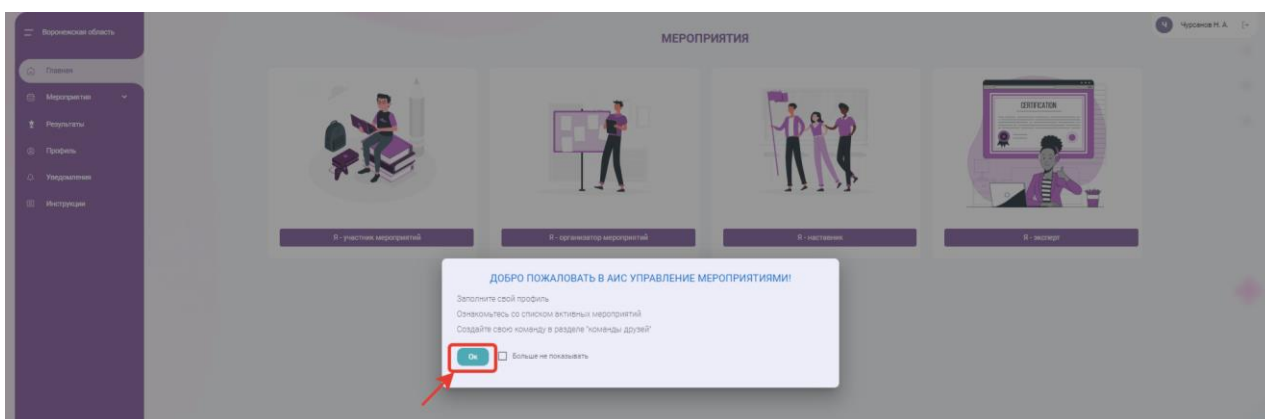 Воронежская область
Ч Чурсанов Н. А.
МЕРОПРИЯТИЯ
Главная
Мероприятия
Результаты
Профиль
Уведомления
Инструкции
CERTIFICATION
Я - участник мероприятий
Я - организатор мероприятий
Я - наставник
Я - эксперт
ДОБРО ПОЖАЛОВАТЬ В АИС УПРАВЛЕНИЕ МЕРОПРИЯТИЯМИ!
Заполните свой профиль
Ознакомьтесь со списком активных мероприятий
Создайте свою команду в разделе "команды друзей"
Ок Больше не показывать